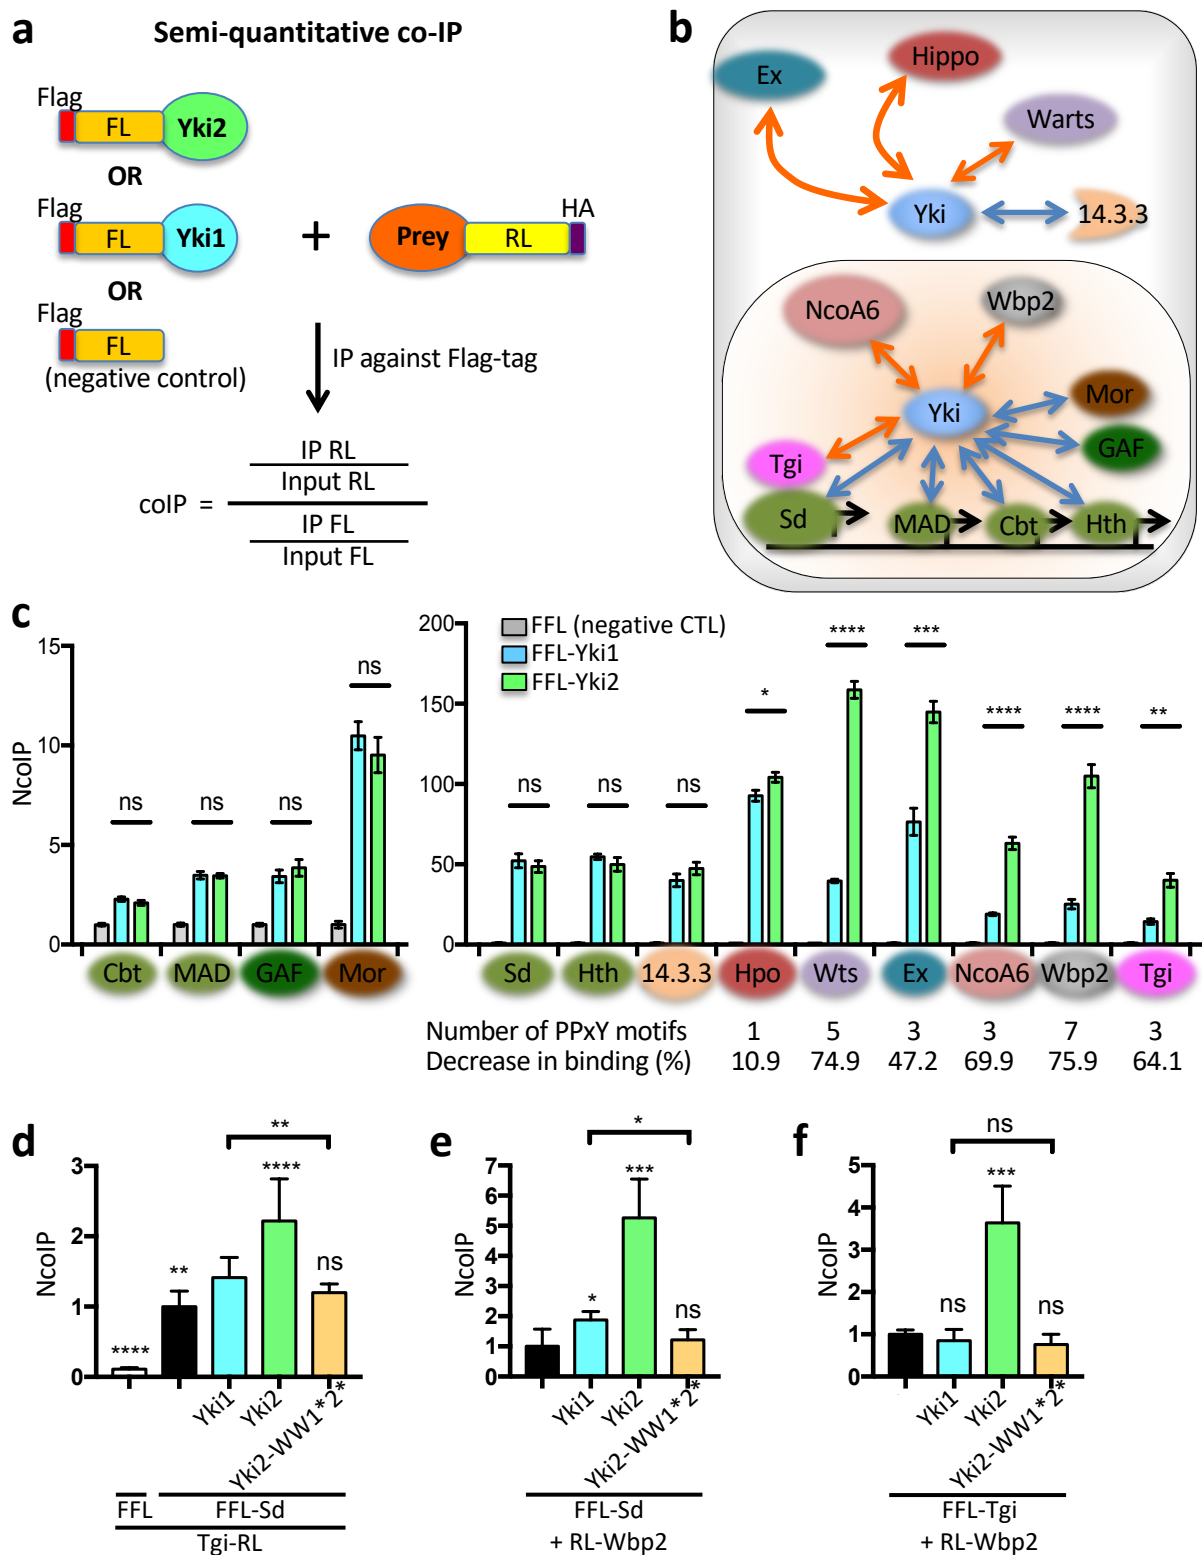 a
Semi-quantitative co-IP
Flag
FL
Yki2
OR
Flag
FL
Yki1
+
Prey
RL
HA
OR
Flag
FL
(negative control)
IP against Flag-tag
coIP =
IP RL
Input RL
IP FL
Input FL
b
Ex
Hippo
Warts
Yki
14.3.3
NcoA6
Wbp2
Yki
Mor
GAF
Tgi
Sd
MAD
Cbt
Hth
c
NcoIP
15
10
5
0
ns
ns
ns
ns
Cbt
MAD
GAF
Mor
200
150
100
50
0
FFL (negative CTL)
FFL-Yki1
FFL-Yki2
ns
ns
ns
*
****
***
****
****
**
Sd
Hth
14.3.3
Hpo
Wts
Ex
NcoA6
Wbp2
Tgi
Number of PPxY motifs 1 5 3 3 7 3
Decrease in binding (%) 10.9 74.9 47.2 69.9 75.9 64.1
d
NcoIP
3
2
1
0
**
****
**
****
ns
Yki1
Yki2
Yki2-WW1*2*
FFL
FFL-Sd
Tgi-RL
e
NcoIP
7
6
5
4
3
2
1
0
*
*
***
ns
Yki1
Yki2
Yki2-WW1*2*
FFL-Sd
+ RL-Wbp2
f
NcoIP
5
4
3
2
1
0
ns
ns
***
ns
Yki1
Yki2
Yki2-WW1*2*
FFL-Tgi
+ RL-Wbp2